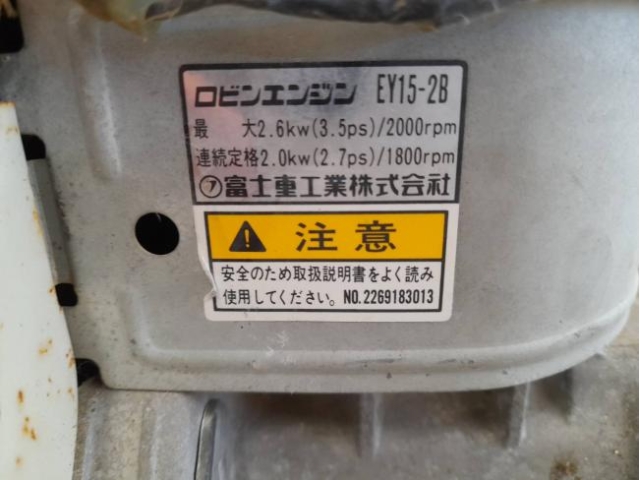 ロビンエンジン EY15-2B
最 大2.6kw(3.5ps)/2000rpm
連続定格2.0kw(2.7ps)/1800rpm
フ富士重工業株式会社
注意
安全のため取扱説明書をよく読み
使用してください。NO.2269183013